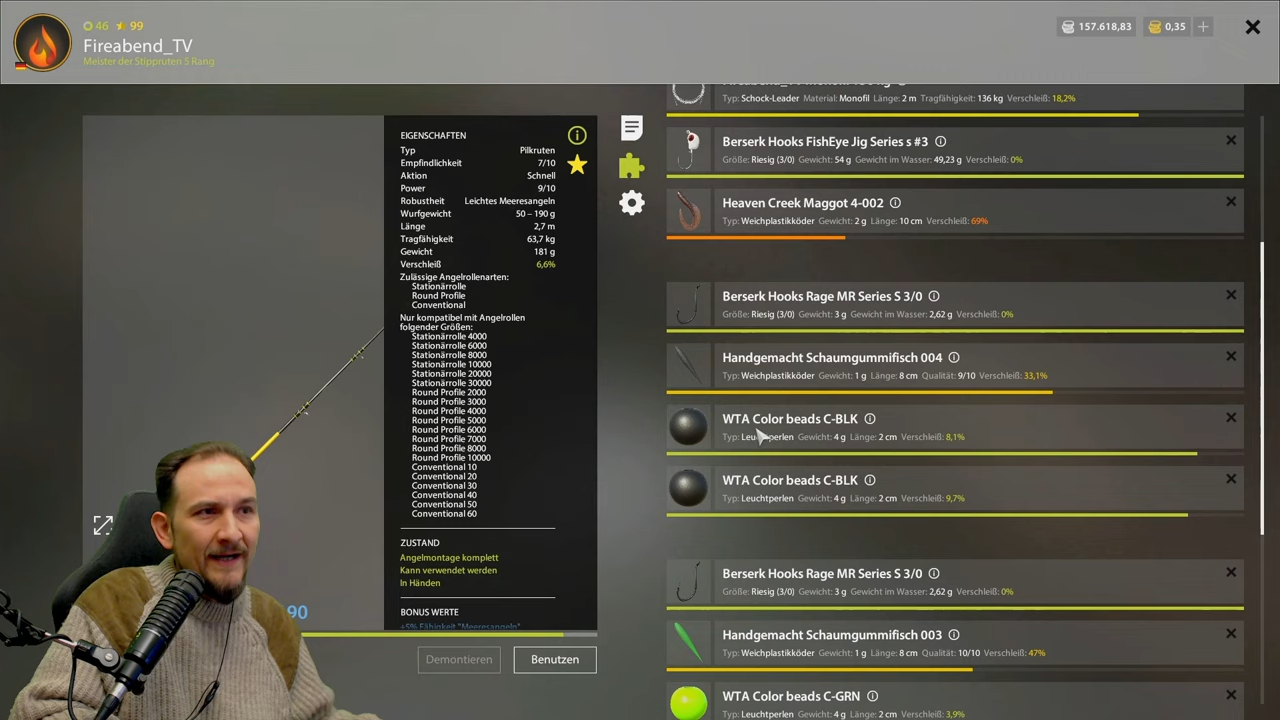 46 99
Fireabend_TV
Meister der Stippruten S Rang
157.618,83
0,35
EIGENSCHAFTEN
Typ Pilkruten
Empfindlichkeit 7/10
Aktion Schnell
Power 9/10
Robustheit Leichtes Meeresangeln
Wurfgewicht 50 – 190 g
Länge 2,7 m
Tragfähigkeit 63,7 kg
Gewicht 181 g
Verschleiß 6,6%
Zulässige Angelrollenarten:
Stationärrolle
Round Profile
Conventional
Nur kompatibel mit Angelrollen
folgender Größen:
Stationärrolle 4000
Stationärrolle 6000
Stationärrolle 8000
Stationärrolle 10000
Stationärrolle 20000
Stationärrolle 30000
Round Profile 2000
Round Profile 3000
Round Profile 4000
Round Profile 5000
Round Profile 6000
Round Profile 7000
Round Profile 8000
Round Profile 10000
Conventional 10
Conventional 20
Conventional 30
Conventional 40
Conventional 50
Conventional 60
ZUSTAND
Angelmontage komplett
Kann verwendet werden
In Händen
BONUS WERTE
+5% Fähigkeit "Meeresangeln"
90
Demontieren
Benutzen
Typ: Schock-Leader Material: Monofil Länge: 2 m Tragfähigkeit: 136 kg Verschleiß: 18,2%
Berserk Hooks FishEye Jig Series s #3
Größe: Riesig (3/0) Gewicht: 54 g Gewicht im Wasser: 49,23 g Verschleiß: 0%
Heaven Creek Maggot 4-002
Typ: Weichplastikköder Gewicht: 2 g Länge: 10 cm Verschleiß: 69%
Berserk Hooks Rage MR Series S 3/0
Größe: Riesig (3/0) Gewicht: 3 g Gewicht im Wasser: 2,62 g Verschleiß: 0%
Handgemacht Schaumgummifisch 004
Typ: Weichplastikköder Gewicht: 1 g Länge: 8 cm Qualität: 9/10 Verschleiß: 33,1%
WTA Color beads C-BLK
Typ: Leuchtperlen Gewicht: 4 g Länge: 2 cm Verschleiß: 8,1%
WTA Color beads C-BLK
Typ: Leuchtperlen Gewicht: 4 g Länge: 2 cm Verschleiß: 9,7%
Berserk Hooks Rage MR Series S 3/0
Größe: Riesig (3/0) Gewicht: 3 g Gewicht im Wasser: 2,62 g Verschleiß: 0%
Handgemacht Schaumgummifisch 003
Typ: Weichplastikköder Gewicht: 1 g Länge: 8 cm Qualität: 10/10 Verschleiß: 47%
WTA Color beads C-GRN
Typ: Leuchtperlen Gewicht: 4 g Länge: 2 cm Verschleiß: 3,9%